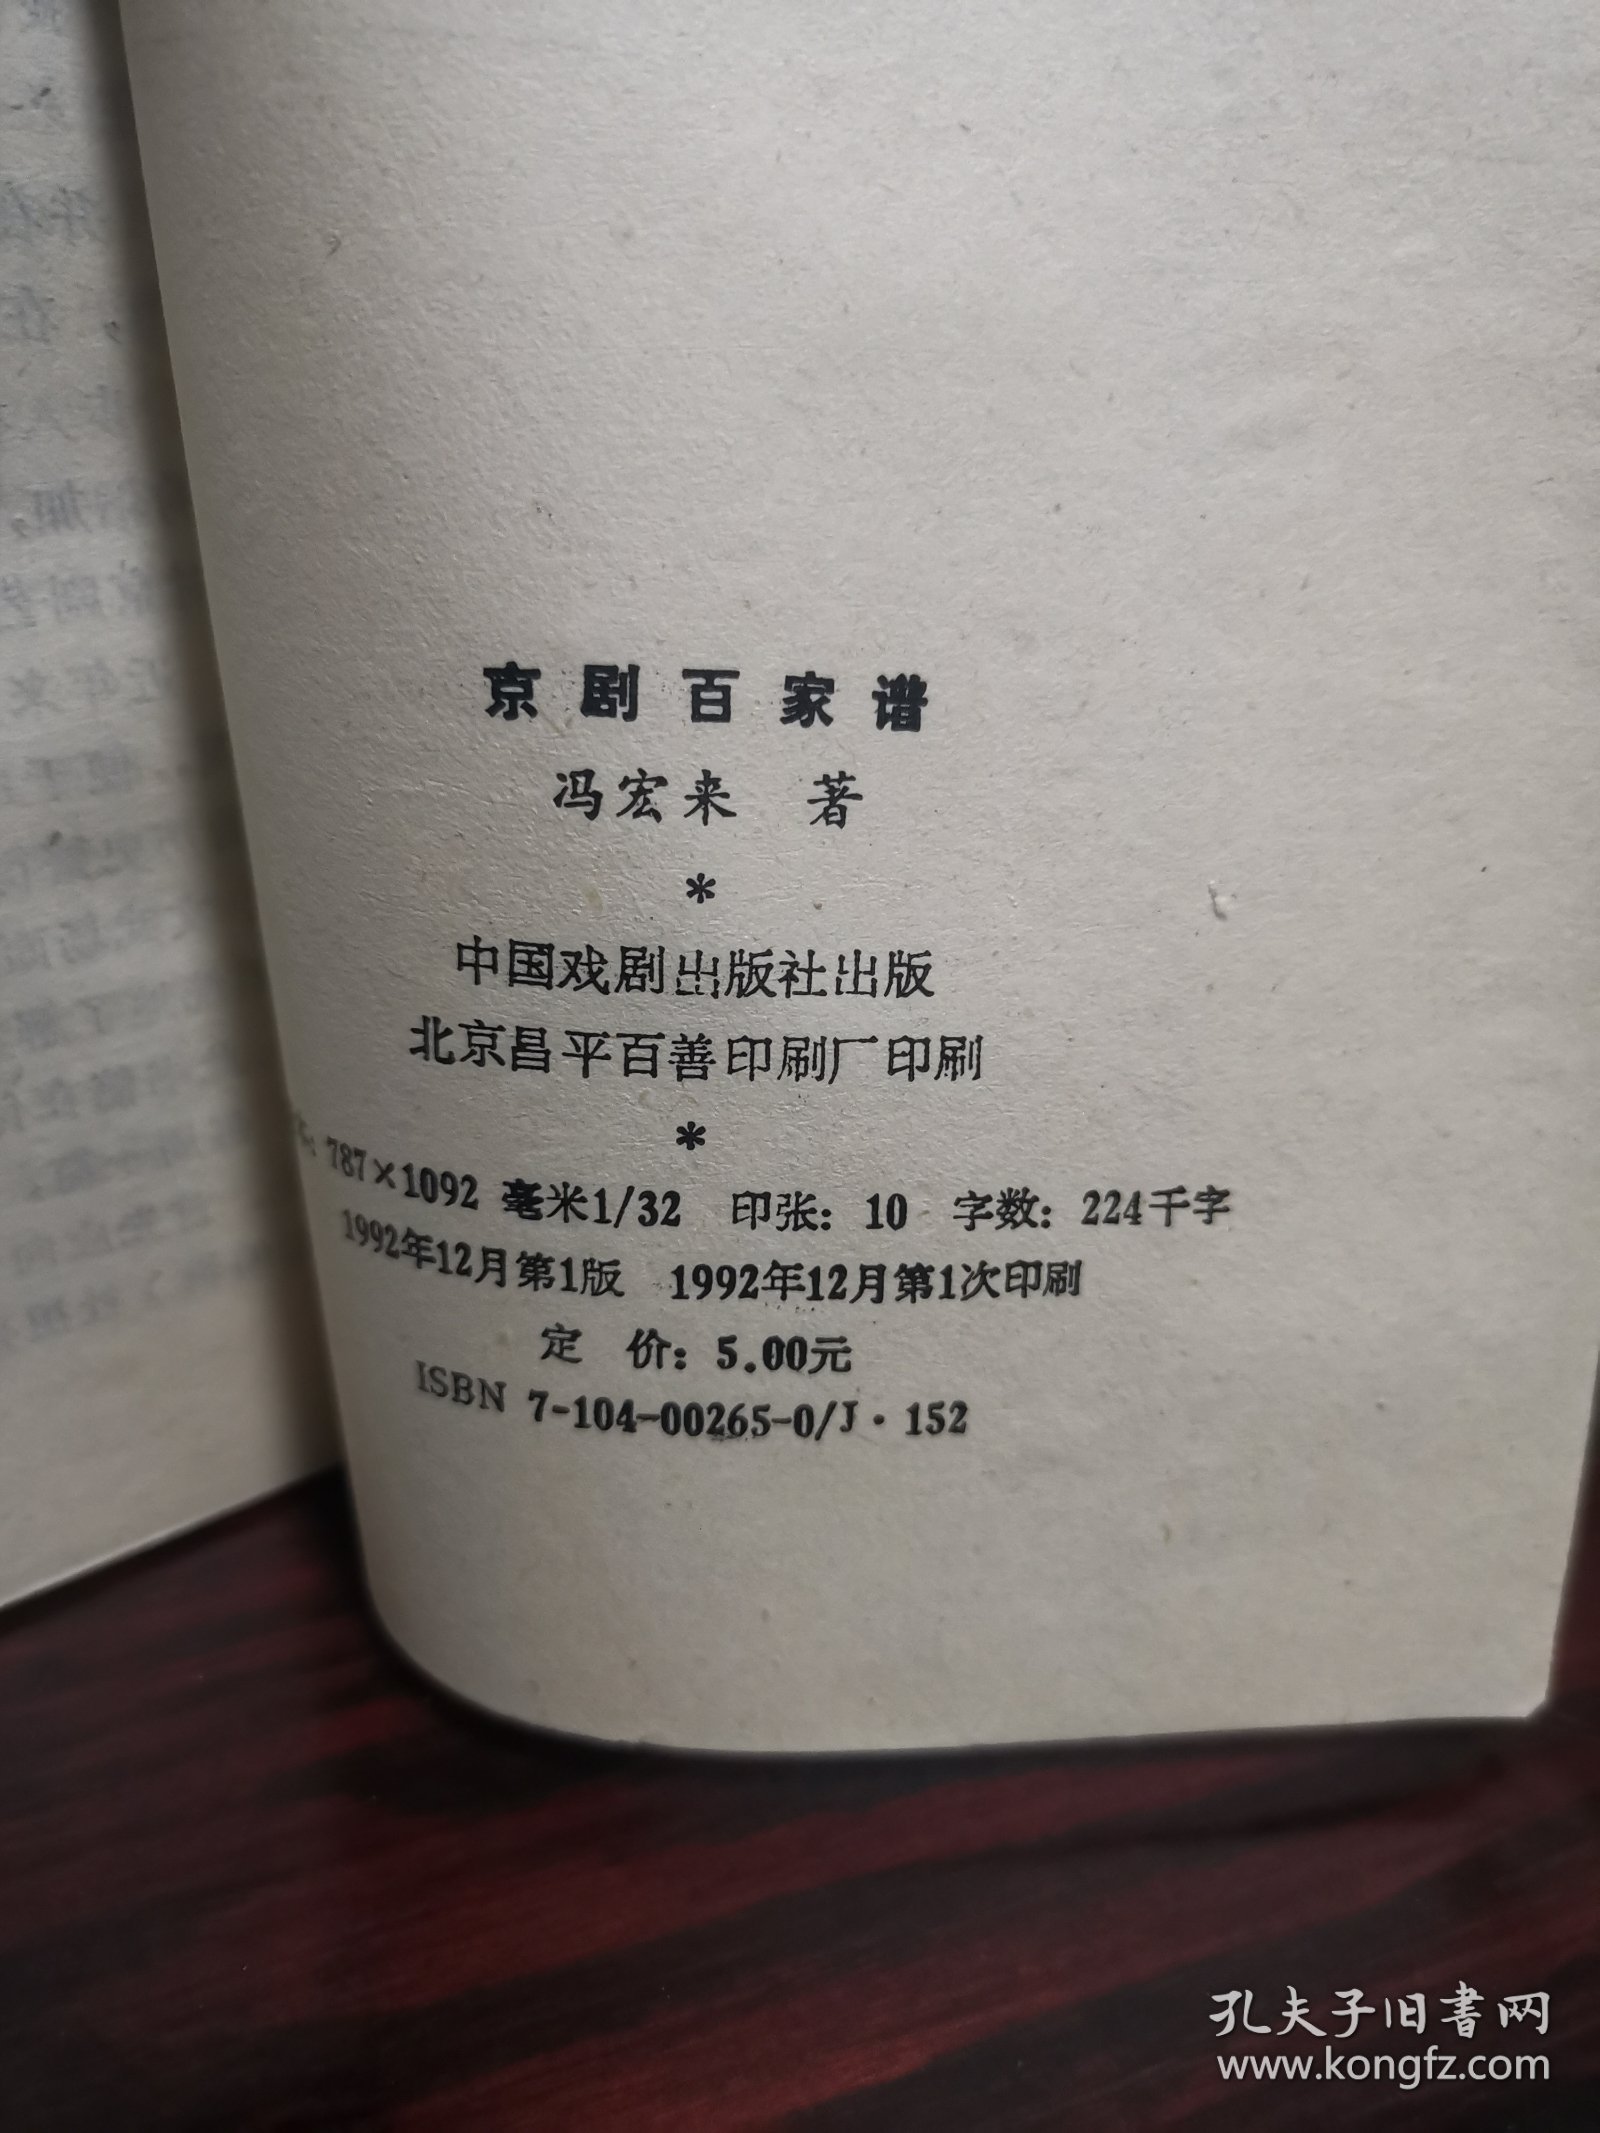 京剧百家谱
冯宏来 著
*
中国戏剧出版社出版
北京昌平百善印刷厂印刷
*
787×1092 毫米1/32 印张：10 字数：224千字
1992年12月第1版 1992年12月第1次印刷
定 价：5.00元
ISBN 7-104-00265-0/J·152
孔夫子旧书网
www.kongfz.com